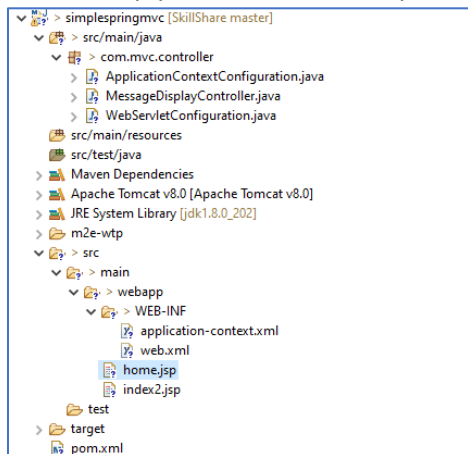 > simplespringmvc [SkillShare master]
> src/main/java
> com.mvc.controller
ApplicationContextConfiguration.java
MessageDisplayController.java
WebServletConfiguration.java
src/main/resources
src/test/java
Maven Dependencies
Apache Tomcat v8.0 [Apache Tomcat v8.0]
JRE System Library [jdk1.8.0_202]
m2e-wtp
> src
> main
> webapp
> WEB-INF
application-context.xml
web.xml
home.jsp
index2.jsp
test
target
pom.xml